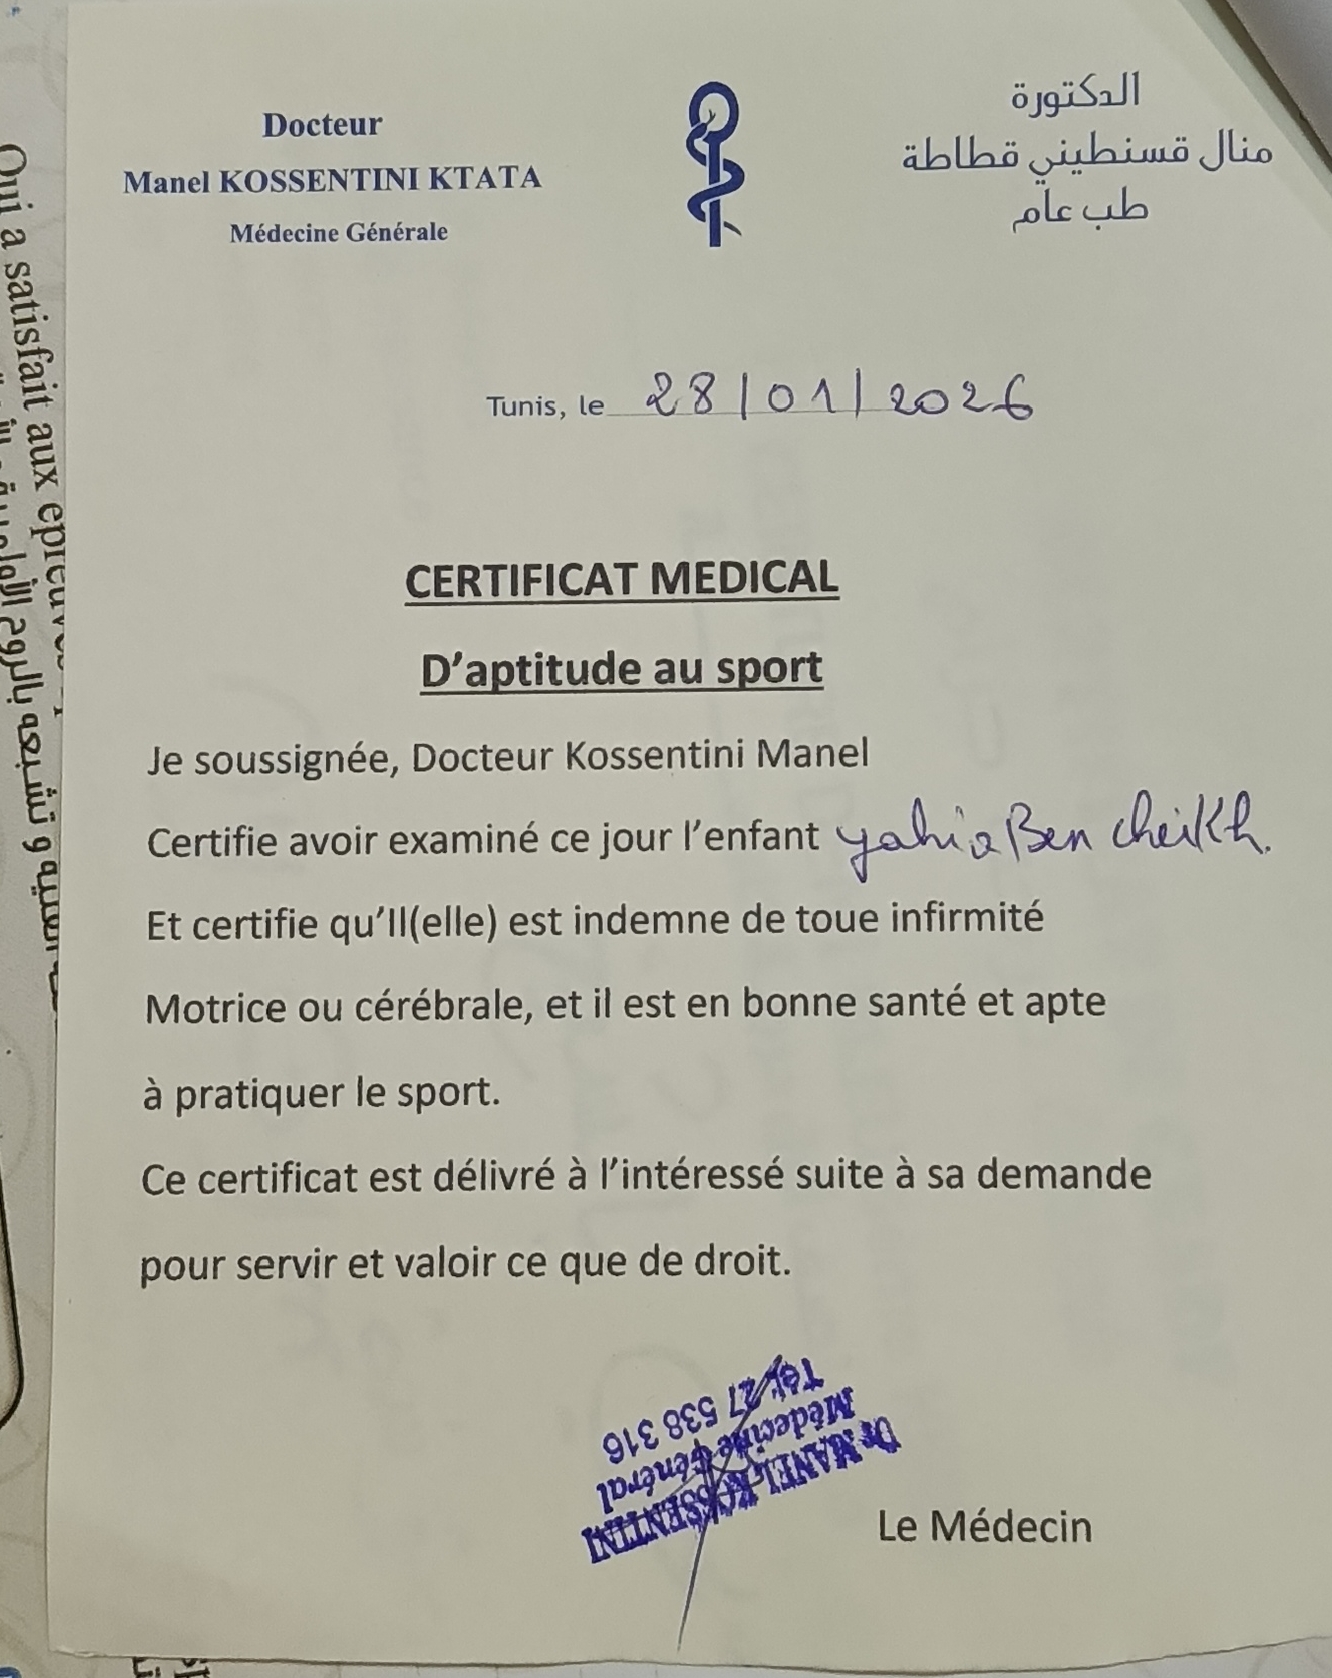 Docteur
Manel KOSSENTINI KTATA
Médecine Générale
الدكتورة
منال قسنطيني قطاطة
طب عام
Tunis, le 28/01/2026
CERTIFICAT MEDICAL
D'aptitude au sport
Je soussignée, Docteur Kossentini Manel
Certifie avoir examiné ce jour l'enfant yahia Ben cheikh.
Et certifie qu'Il(elle) est indemne de toue infirmité
Motrice ou cérébrale, et il est en bonne santé et apte
à pratiquer le sport.
Ce certificat est délivré à l'intéressé suite à sa demande
pour servir et valoir ce que de droit.
Dr MANEL KOSSENTINI
Médecine Général
Tel: 27 538 316
Le Médecin
Qui a satisfait aux